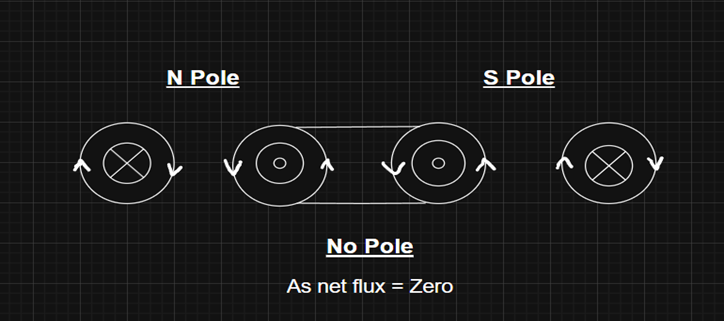 N Pole
S Pole
No Pole
As net flux = Zero